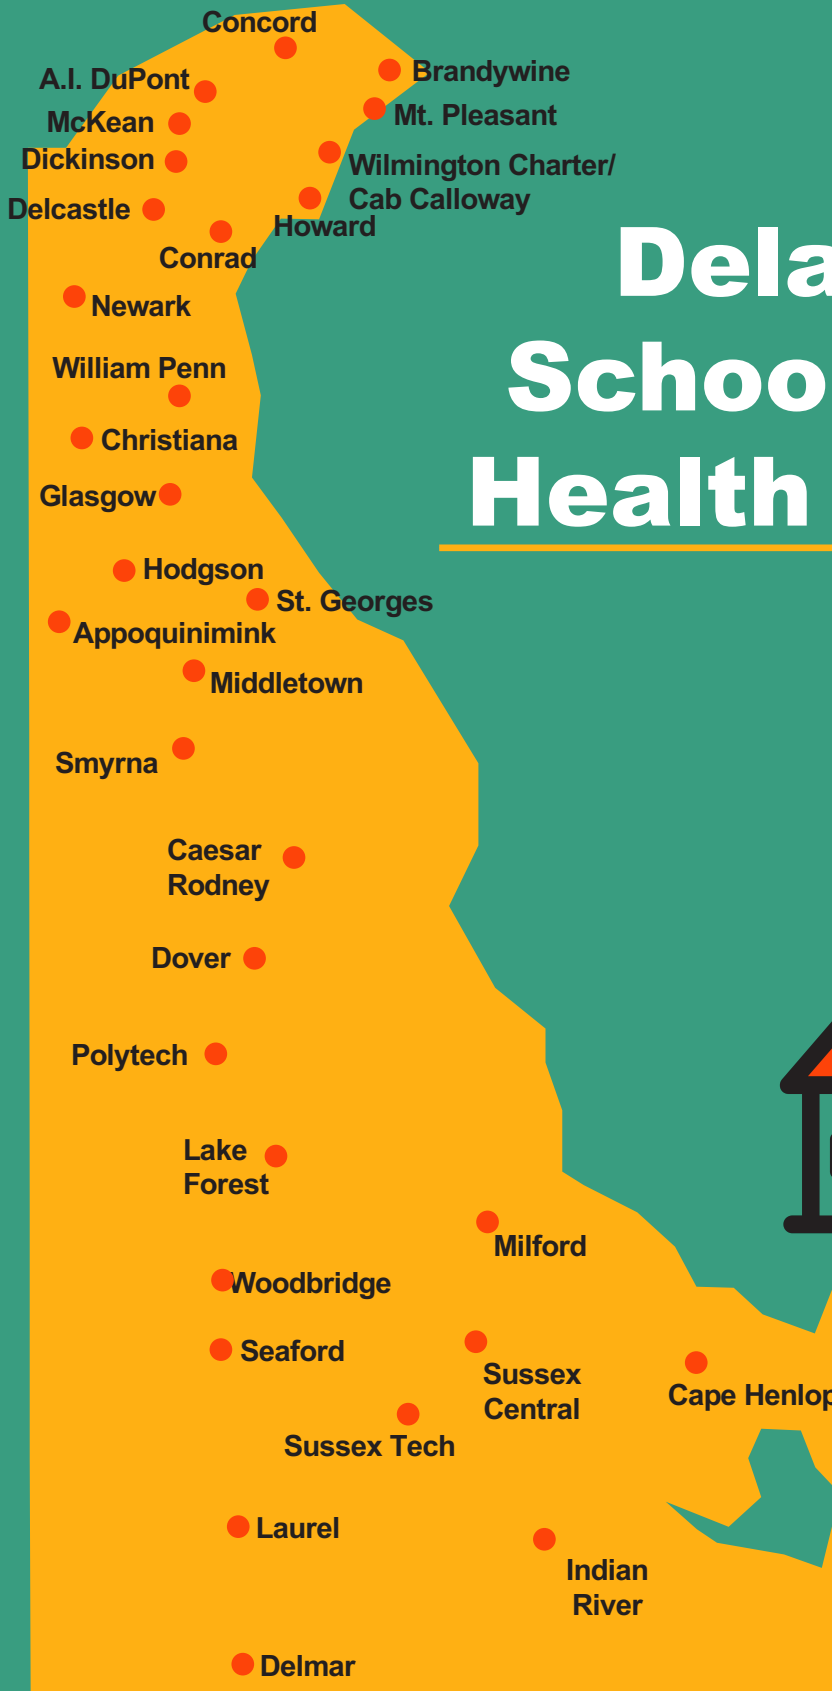 Concord
Brandywine
A.I. DuPont
Mt. Pleasant
McKean
Dickinson
Wilmington Charter/
Cab Calloway
Delcastle
Howard
Conrad
Newark
William Penn
Christiana
Glasgow
Hodgson
St. Georges
Appoquinimink
Middletown
Smyrna
Caesar
Rodney
Dover
Polytech
Lake
Forest
Milford
Woodbridge
Seaford
Sussex
Central
Cape Henlop
Sussex Tech
Laurel
Indian
River
Delmar
Dela
Schoo
Health